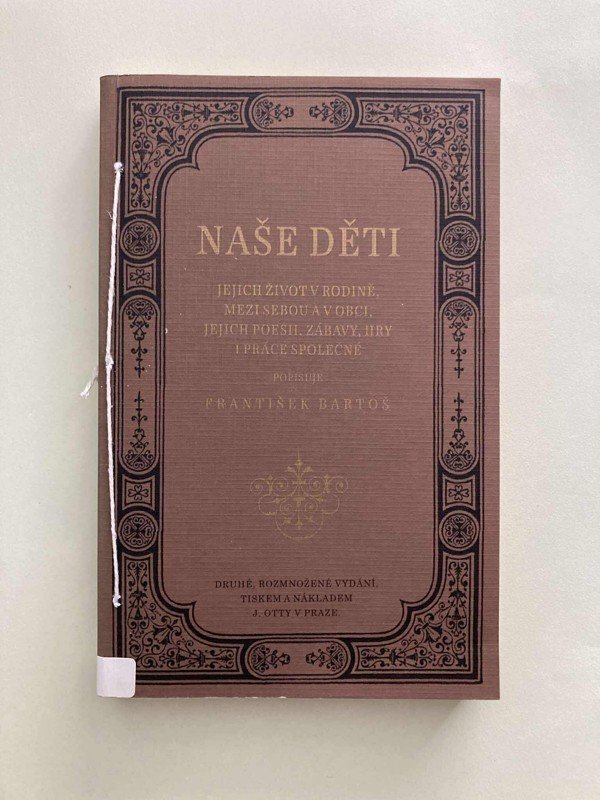 NAŠE DĚTI
JEJICH ŽIVOT V RODINĚ,
MEZI SEBOU A V OBCI,
JEJICH POESII, ZÁBAVY, HRY
I PRÁCE SPOLEČNÉ
POPISUJE
FRANTIŠEK BARTOŠ
DRUHÉ, ROZMNOŽENÉ VYDÁNÍ.
TISKEM A NÁKLADEM
J. OTTY V PRAZE.